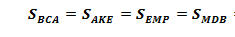 S_BCA = S_AKE = S_EMP = S_MDB =